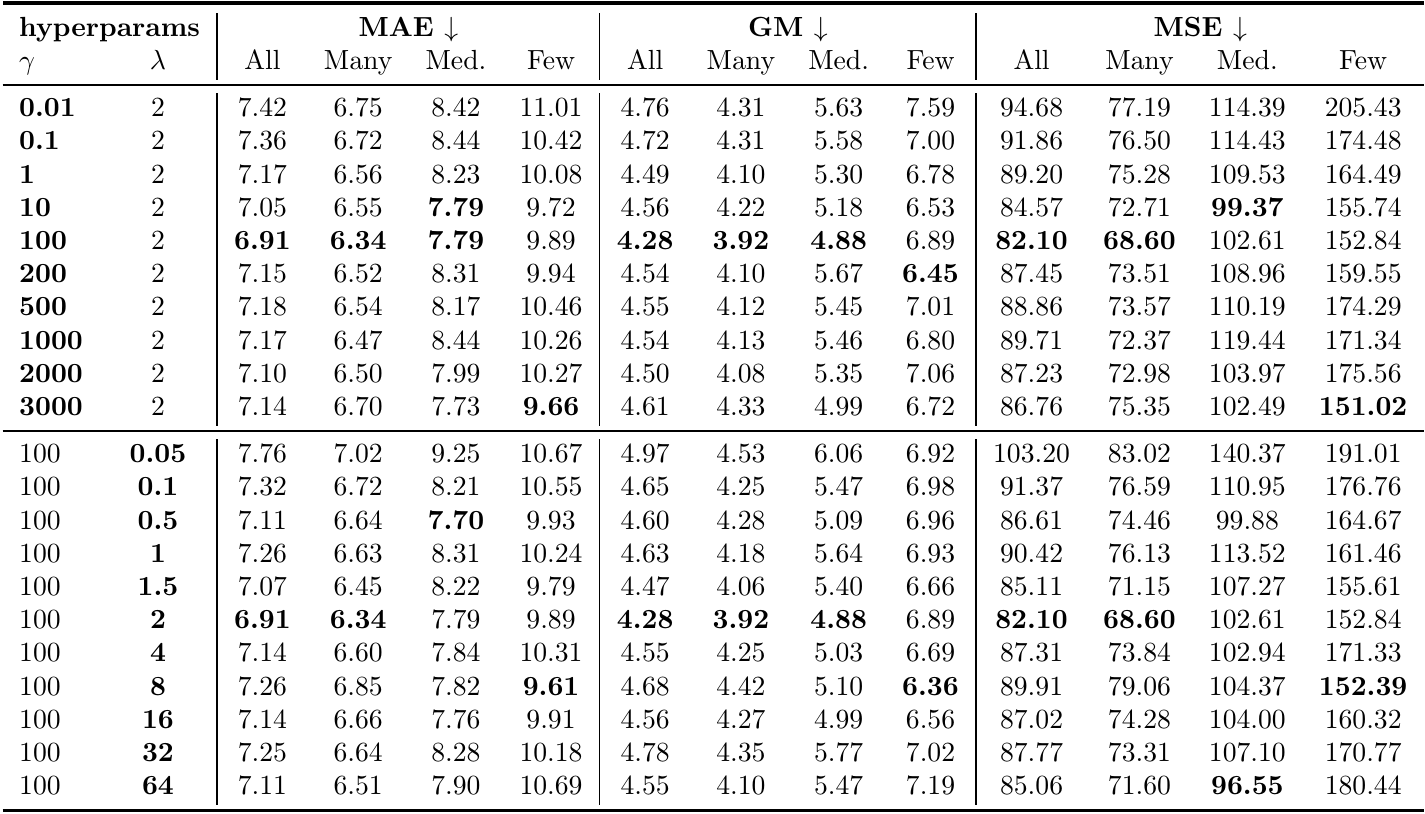 hyperparams MAE ↓ GM ↓ MSE ↓
γ λ All Many Med. Few All Many Med. Few All Many Med. Few
0.01 2 7.42 6.75 8.42 11.01 4.76 4.31 5.63 7.59 94.68 77.19 114.39 205.43
0.1 2 7.36 6.72 8.44 10.42 4.72 4.31 5.58 7.00 91.86 76.50 114.43 174.48
1 2 7.17 6.56 8.23 10.08 4.49 4.10 5.30 6.78 89.20 75.28 109.53 164.49
10 2 7.05 6.55 7.79 9.72 4.56 4.22 5.18 6.53 84.57 72.71 99.37 155.74
100 2 6.91 6.34 7.79 9.89 4.28 3.92 4.88 6.89 82.10 68.60 102.61 152.84
200 2 7.15 6.52 8.31 9.94 4.54 4.10 5.67 6.45 87.45 73.51 108.96 159.55
500 2 7.18 6.54 8.17 10.46 4.55 4.12 5.45 7.01 88.86 73.57 110.19 174.29
1000 2 7.17 6.47 8.44 10.26 4.54 4.13 5.46 6.80 89.71 72.37 119.44 171.34
2000 2 7.10 6.50 7.99 10.27 4.50 4.08 5.35 7.06 87.23 72.98 103.97 175.56
3000 2 7.14 6.70 7.73 9.66 4.61 4.33 4.99 6.72 86.76 75.35 102.49 151.02
100 0.05 7.76 7.02 9.25 10.67 4.97 4.53 6.06 6.92 103.20 83.02 140.37 191.01
100 0.1 7.32 6.72 8.21 10.55 4.65 4.25 5.47 6.98 91.37 76.59 110.95 176.76
100 0.5 7.11 6.64 7.70 9.93 4.60 4.28 5.09 6.96 86.61 74.46 99.88 164.67
100 1 7.26 6.63 8.31 10.24 4.63 4.18 5.64 6.93 90.42 76.13 113.52 161.46
100 1.5 7.07 6.45 8.22 9.79 4.47 4.06 5.40 6.66 85.11 71.15 107.27 155.61
100 2 6.91 6.34 7.79 9.89 4.28 3.92 4.88 6.89 82.10 68.60 102.61 152.84
100 4 7.14 6.60 7.84 10.31 4.55 4.25 5.03 6.69 87.31 73.84 102.94 171.33
100 8 7.26 6.85 7.82 9.61 4.68 4.42 5.10 6.36 89.91 79.06 104.37 152.39
100 16 7.14 6.66 7.76 9.91 4.56 4.27 4.99 6.56 87.02 74.28 104.00 160.32
100 32 7.25 6.64 8.28 10.18 4.78 4.35 5.77 7.02 87.77 73.31 107.10 170.77
100 64 7.11 6.51 7.90 10.69 4.55 4.10 5.47 7.19 85.06 71.60 96.55 180.44